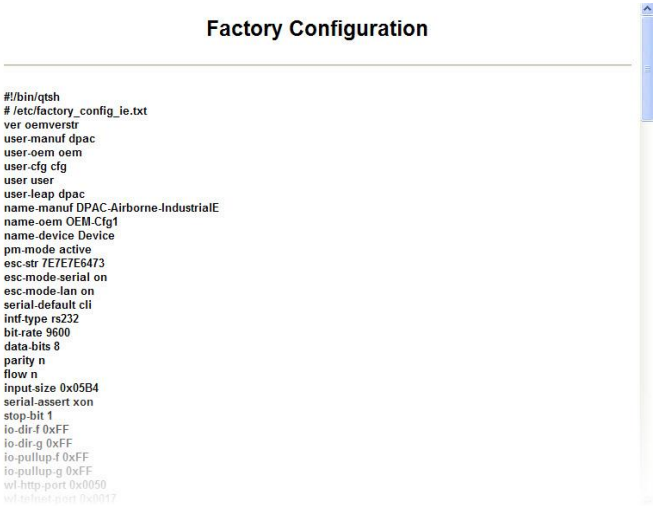 Factory Configuration
#!/bin/qtsh
# /etc/factory_config_ie.txt
ver oemverstr
user-manuf dpac
user-oem oem
user-cfg cfg
user user
user-leap dpac
name-manuf DPAC-Airborne-IndustrialE
name-oem OEM-Cfg1
name-device Device
pm-mode active
esc-str 7E7E7E6473
esc-mode-serial on
esc-mode-lan on
serial-default cli
intf-type rs232
bit-rate 9600
data-bits 8
parity n
flow n
input-size 0x05B4
serial-assert xon
stop-bit 1
io-dir-f 0xFF
io-dir-g 0xFF
io-pullup-f 0xFF
io-pullup-g 0xFF
wl-http-port 0x0050
wl-telnet-port 0x0017